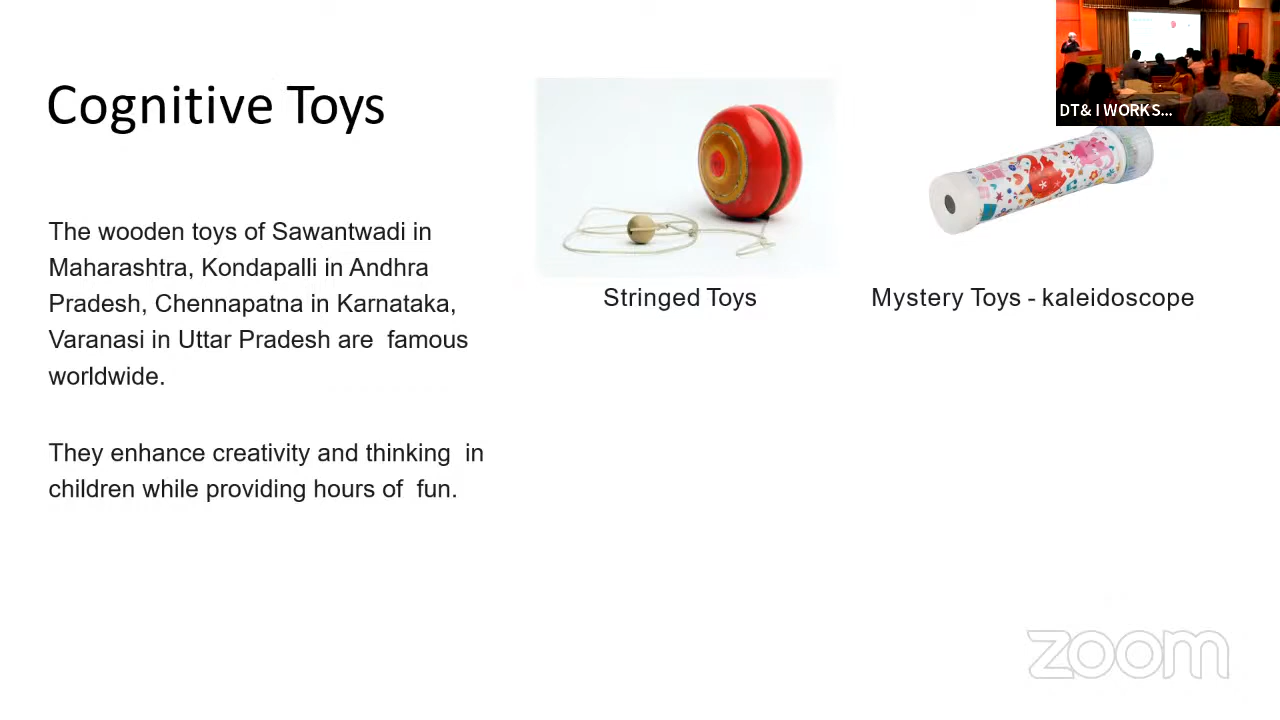 DT& I WORKS...
Cognitive Toys
The wooden toys of Sawantwadi in
Maharashtra, Kondapalli in Andhra
Pradesh, Chennapatna in Karnataka,
Varanasi in Uttar Pradesh are  famous
worldwide.
They enhance creativity and thinking  in
children while providing hours of  fun.
Stringed Toys
Mystery Toys - kaleidoscope
zoom